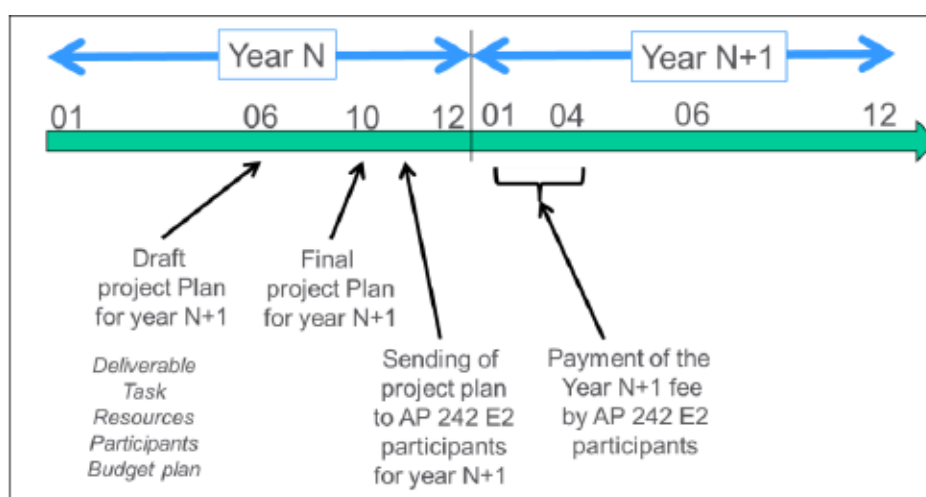 Year N
Year N+1
01 06 10 12 01 04 06 12
Draft
project Plan
for year N+1
Final
project Plan
for year N+1
Deliverable
Task
Resources
Participants
Budget plan
Sending of
project plan
to AP 242 E2
participants
for year N+1
Payment of the
Year N+1 fee
by AP 242 E2
participants